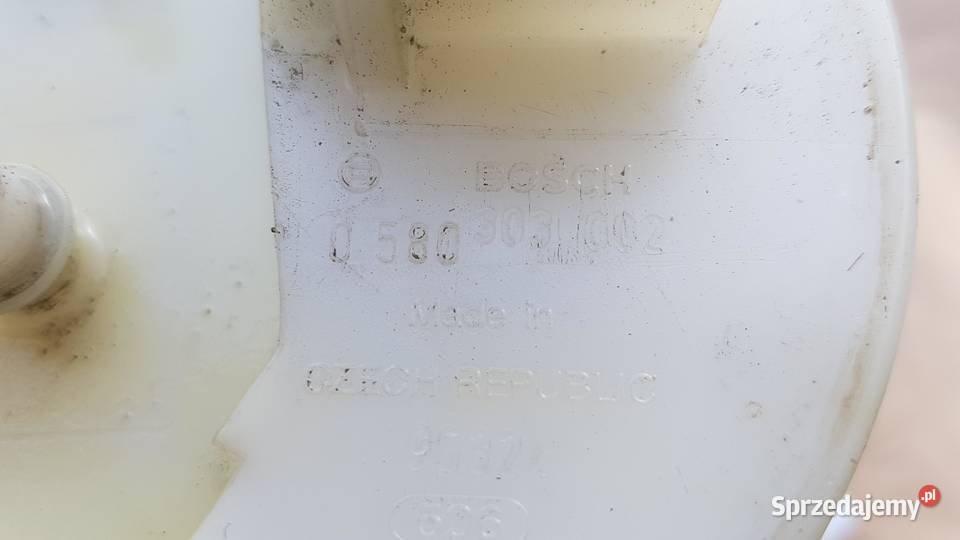 BOSCH
0 580 303 002
Made in
CZECH REPUBLIC
Sprzedajemy.pl